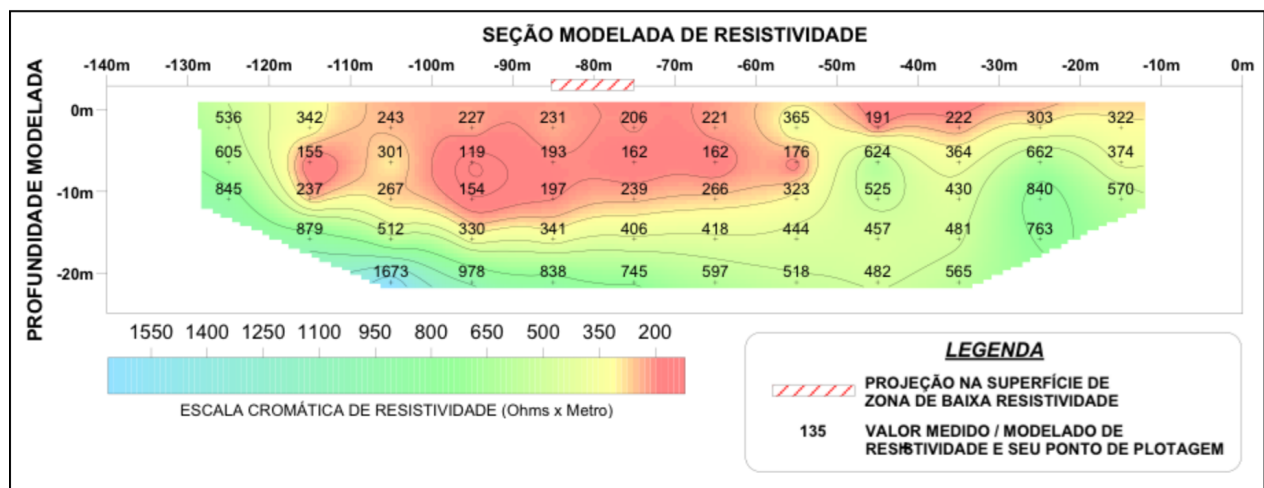 SEÇÃO MODELADA DE RESISTIVIDADE
-140m -130m -120m -110m -100m -90m -80m -70m -60m -50m -40m -30m -20m -10m 0m
PROFUNDIDADE MODELADA
0m
-10m
-20m
536 342 243 227 231 206 221 365 191 222 303 322
605 155 301 119 193 162 162 176 624 364 662 374
845 237 267 154 197 239 266 323 525 430 840 570
879 512 330 341 406 418 444 457 481 763
1673 978 838 745 597 518 482 565
1550 1400 1250 1100 950 800 650 500 350 200
ESCALA CROMÁTICA DE RESISTIVIDADE (Ohms x Metro)
LEGENDA
PROJEÇÃO NA SUPERFÍCIE DE
ZONA DE BAIXA RESISTIVIDADE
135 VALOR MEDIDO / MODELADO DE
RESISTIVIDADE E SEU PONTO DE PLOTAGEM